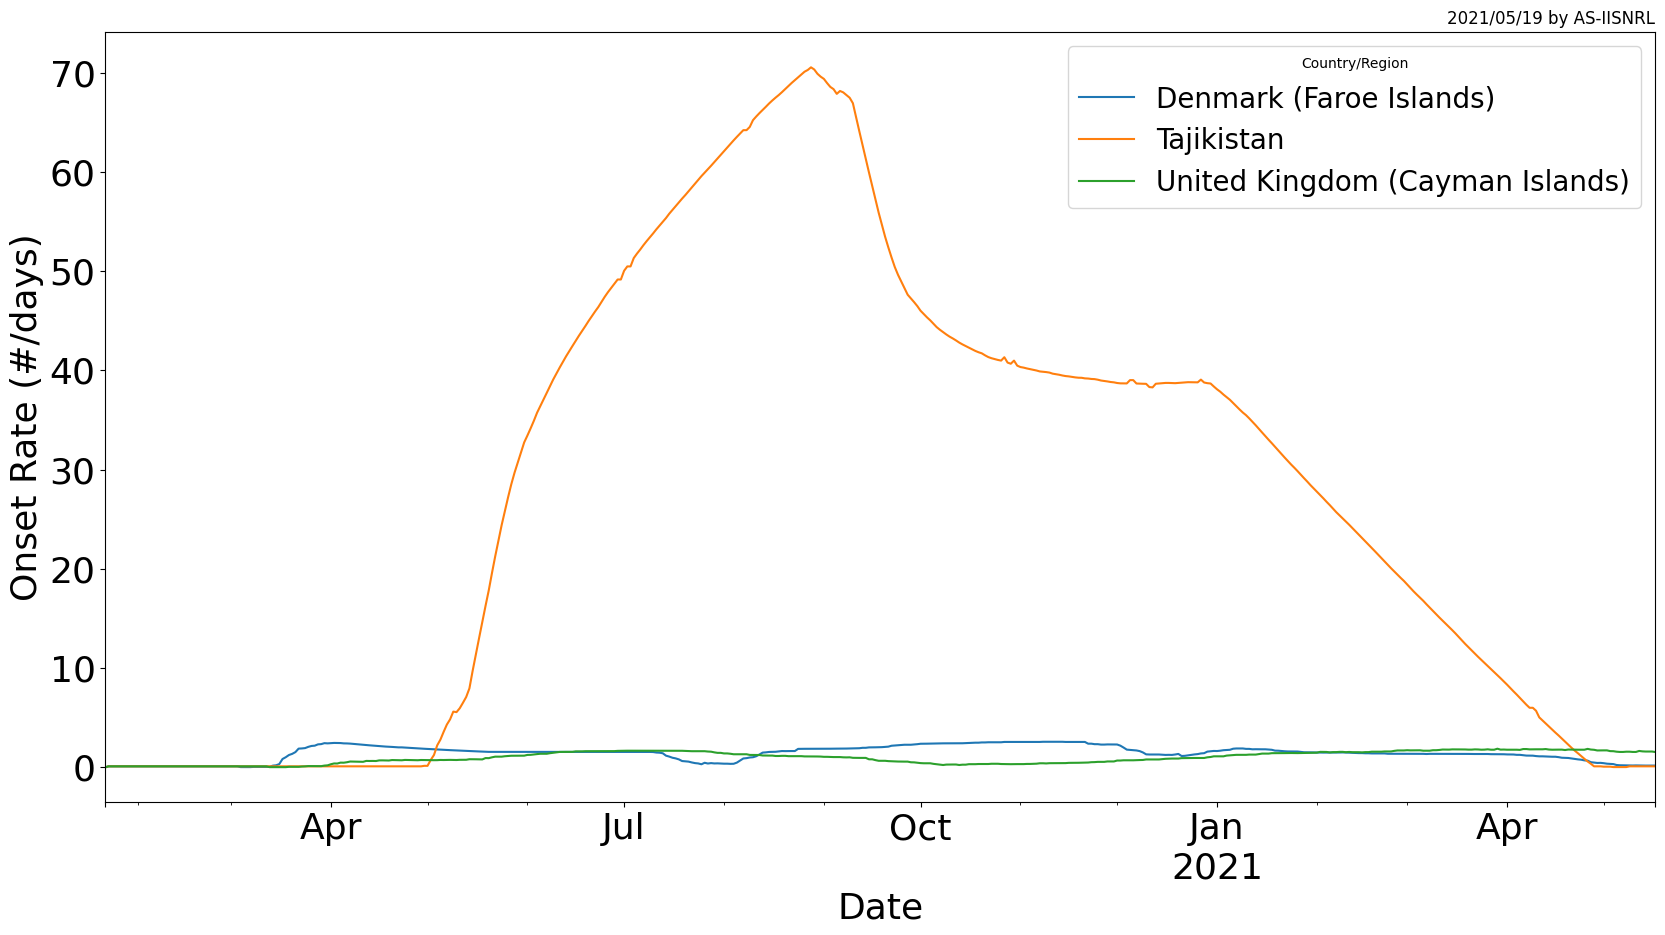 2021/05/19 by AS-IISNRL
Country/Region
Denmark (Faroe Islands)
Tajikistan
United Kingdom (Cayman Islands)
Onset Rate (#/days)
70
60
50
40
30
20
10
0
Apr Jul Oct Jan Apr
2021
Date